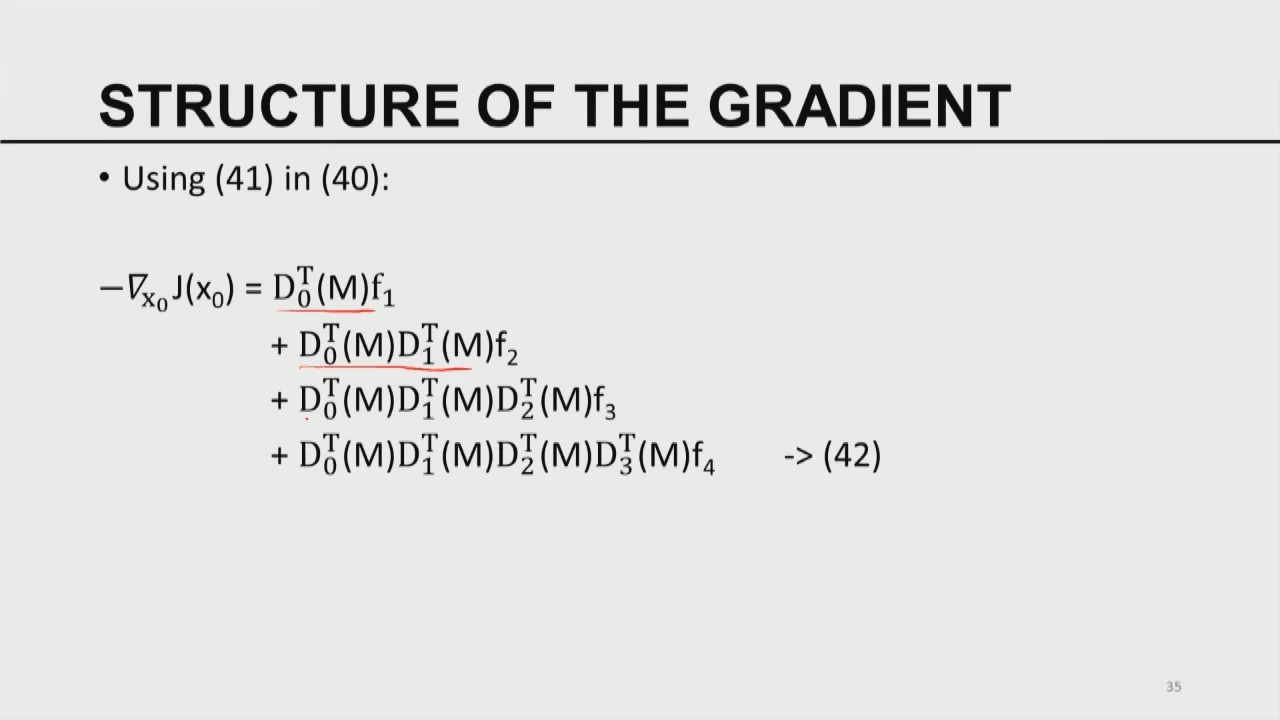 STRUCTURE OF THE GRADIENT
• Using (41) in (40):
−∇ₓ₀ J(x₀) = D₀ᵀ(M)f₁
+ D₀ᵀ(M)D₁ᵀ(M)f₂
+ D₀ᵀ(M)D₁ᵀ(M)D₂ᵀ(M)f₃
+ D₀ᵀ(M)D₁ᵀ(M)D₂ᵀ(M)D₃ᵀ(M)f₄ -> (42)
35